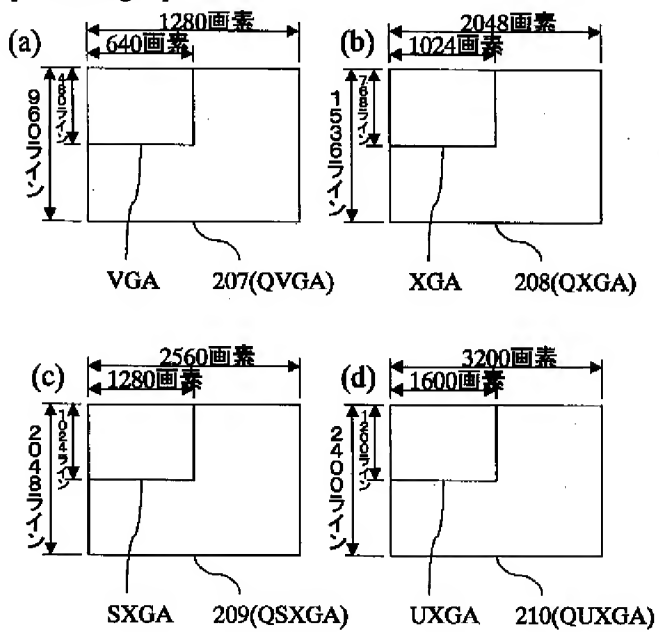 (a)
1280画素
640画素
960ライン
480ライン
VGA
207(QVGA)
(b)
2048画素
1024画素
1536ライン
768ライン
XGA
208(QXGA)
(c)
2560画素
1280画素
2048ライン
1024ライン
SXGA
209(QSXGA)
(d)
3200画素
1600画素
2400ライン
1200ライン
UXGA
210(QUXGA)